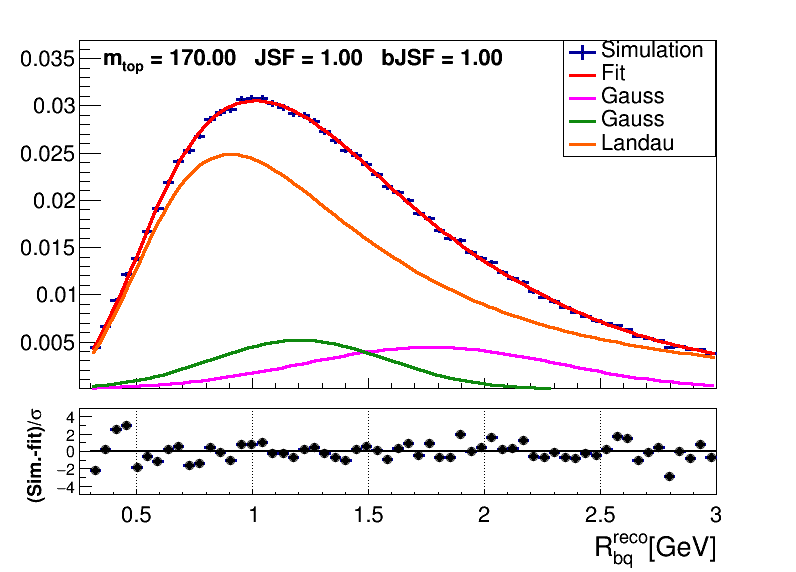 m_top = 170.00 JSF = 1.00 bJSF = 1.00
Simulation
Fit
Gauss
Gauss
Landau
0.035
0.03
0.025
0.02
0.015
0.01
0.005
(Sim.-fit)/σ
4
2
0
−2
−4
0.5 1 1.5 2 2.5 3
R_bq^reco[GeV]